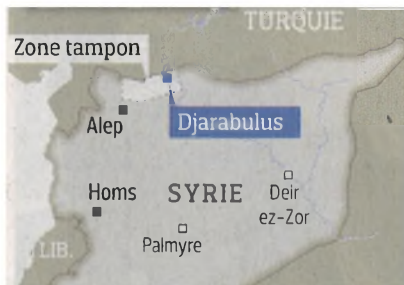 TURQUIE
Zone tampon
Alep
Djarabulus
Homs
SYRIE
Deir
ez-Zor
Palmyre
LIB.